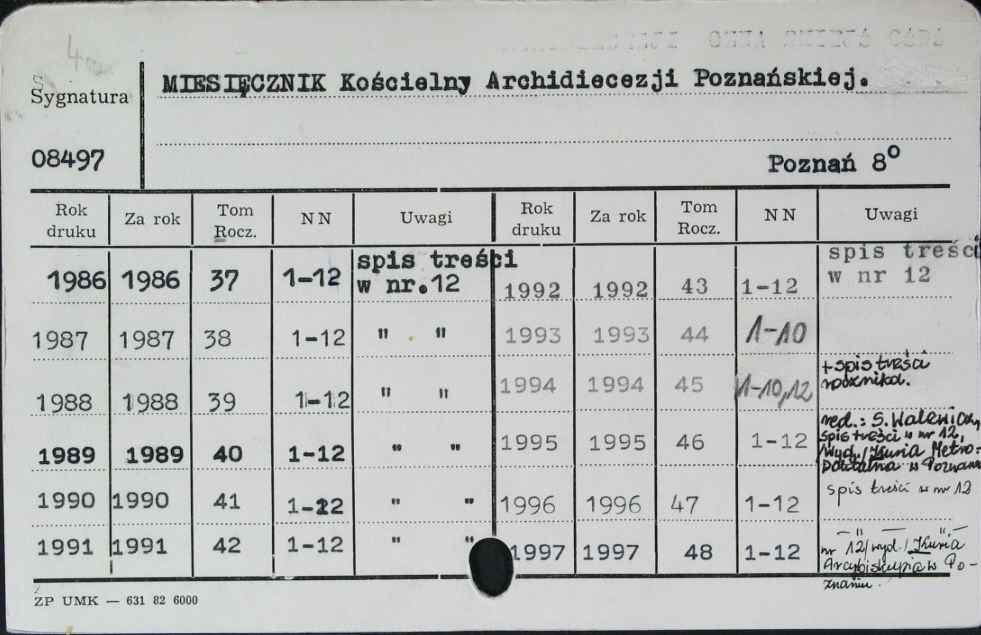 Sygnatura
MIESIĘCZNIK Kościelny Archidiecezji Poznańskiej.
08497
Poznań 8°
Rok druku Za rok Tom Rocz. NN Uwagi Rok druku Za rok Tom Rocz. NN Uwagi
1986 1986 37 1-12 spis treści w nr.12 1992 1992 43 1-12 spis treści w nr 12
1987 1987 38 1-12 " " 1993 1993 44 1-10
1988 1988 39 1-12 " " 1994 1994 45 1-10,12 + spis treści
1989 1989 40 1-12 " " 1995 1995 46 1-12 red.: S. spis treści w nr 12, wyd. Kuria Metropolitalna w Poznaniu
1990 1990 41 1-12 " " 1996 1996 47 1-12 spis treści w nr 12
1991 1991 42 1-12 " " 1997 1997 48 1-12 —"— "— nr 12/wyd./Kuria Arcybiskupia w Poznaniu.
ZP UMK — 631 82 6000